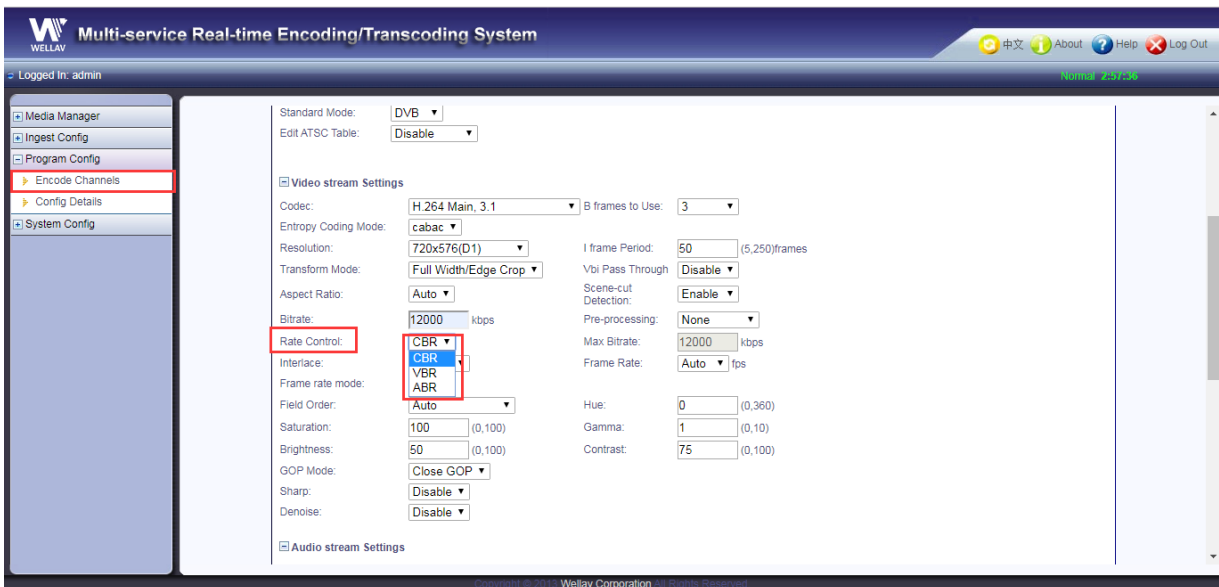 WELLAV
Multi-service Real-time Encoding/Transcoding System
中文 About Help Log Out
Logged In: admin
Normal 2:57:36
Media Manager
Ingest Config
Program Config
Encode Channels
Config Details
System Config
Standard Mode: DVB
Edit ATSC Table: Disable
Video stream Settings
Codec: H.264 Main, 3.1 B frames to Use: 3
Entropy Coding Mode: cabac
Resolution: 720x576(D1) I frame Period: 50 (5,250)frames
Transform Mode: Full Width/Edge Crop Vbi Pass Through Disable
Aspect Ratio: Auto Scene-cut Detection: Enable
Bitrate: 12000 kbps Pre-processing: None
Rate Control: CBR Max Bitrate: 12000 kbps
CBR
VBR
ABR
Interlace: Frame Rate: Auto fps
Frame rate mode:
Field Order: Auto Hue: 0 (0,360)
Saturation: 100 (0,100) Gamma: 1 (0,10)
Brightness: 50 (0,100) Contrast: 75 (0,100)
GOP Mode: Close GOP
Sharp: Disable
Denoise: Disable
Audio stream Settings
Copyright © 2013 Wellav Corporation All Rights Reserved